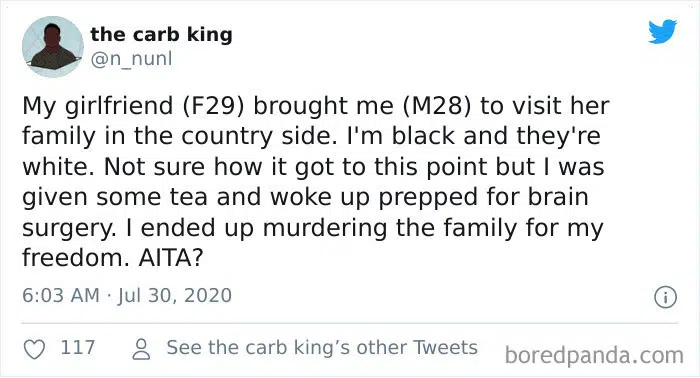 the carb king
@n_nunl
My girlfriend (F29) brought me (M28) to visit her
family in the country side. I'm black and they're
white. Not sure how it got to this point but I was
given some tea and woke up prepped for brain
surgery. I ended up murdering the family for my
freedom. AITA?
6:03 AM · Jul 30, 2020
117 See the carb king’s other Tweets
boredpanda.com